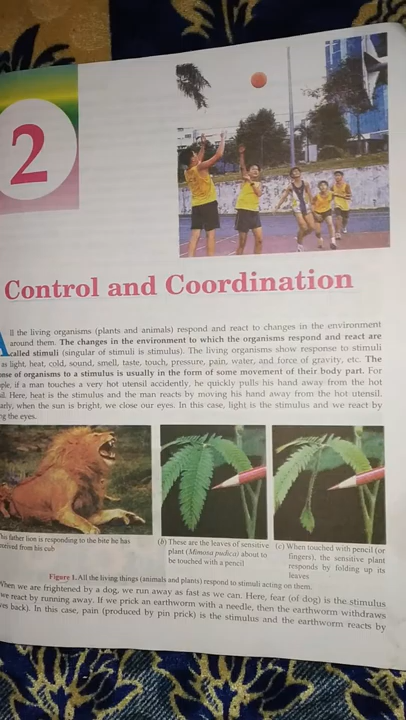 2
Control and Coordination
All the living organisms (plants and animals) respond and react to changes in the environment
around them. The changes in the environment to which the organisms respond and react are
called stimuli (singular of stimuli is stimulus). The living organisms show response to stimuli
as light, heat, cold, sound, smell, taste, touch, pressure, pain, water, and force of gravity, etc. The
nse of organisms to a stimulus is usually in the form of some movement of their body part. For
ple, if a man touches a very hot utensil accidently, he quickly pulls his hand away from the hot
il. Here, heat is the stimulus and the man reacts by moving his hand away from the hot utensil.
arly, when the sun is bright, we close our eyes. In this case, light is the stimulus and we react by
ng the eyes.
his father lion is responding to the bite he has
ceived from his cub
(b) These are the leaves of sensitive
plant (Mimosa pudica) about to
be touched with a pencil
(c) When touched with pencil (or
fingers), the sensitive plant
responds by folding up its
leaves
Figure 1. All the living things (animals and plants) respond to stimuli acting on them.
When we are frightened by a dog, we run away as fast as we can. Here, fear (of dog) is the stimulus
we react by running away. If we prick an earthworm with a needle, then the earthworm withdraws
es back). In this case, pain (produced by pin prick) is the stimulus and the earthworm reacts by